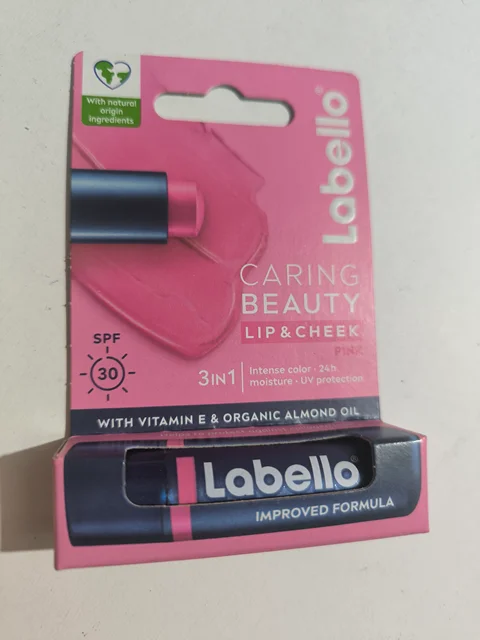 With natural
origin
ingredients
Labello
CARING
BEAUTY
LIP & CHEEK
PINK
SPF
30
3IN1
Intense color · 24h
moisture · UV protection
WITH VITAMIN E & ORGANIC ALMOND OIL
Labello
IMPROVED FORMULA